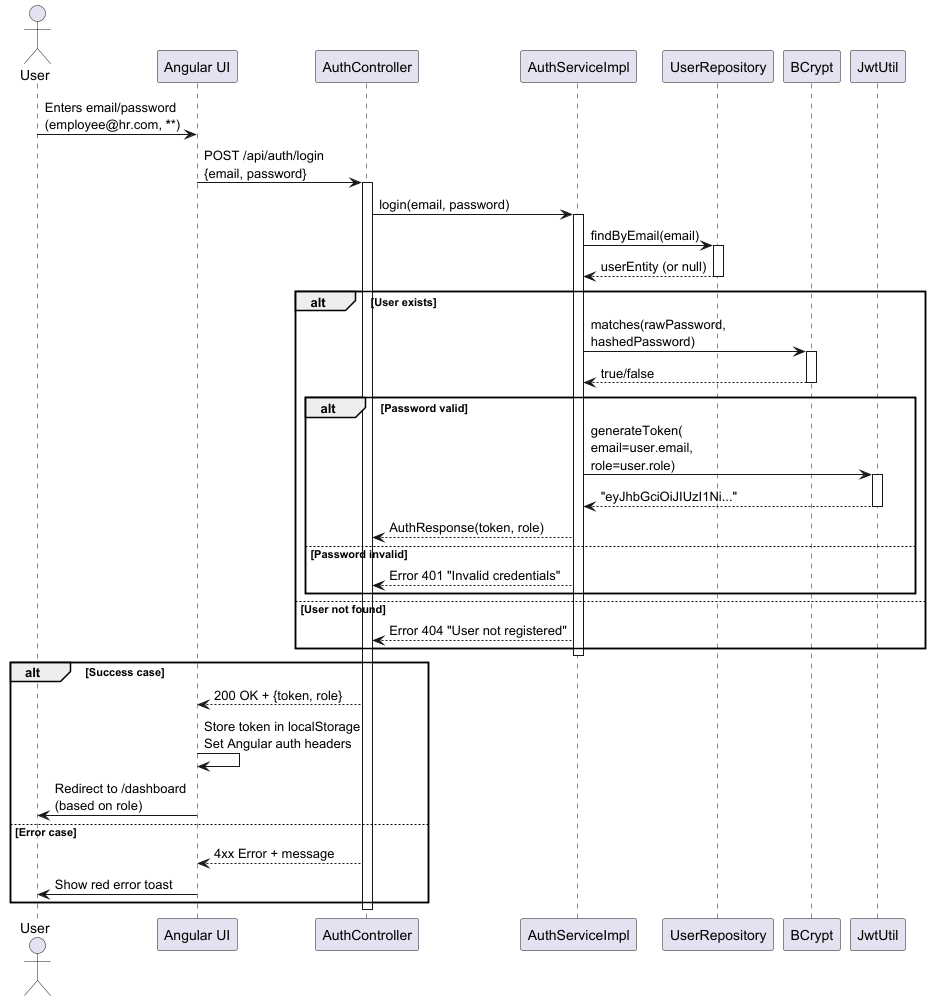 User
Angular UI
AuthController
AuthServiceImpl
UserRepository
BCrypt
JwtUtil
Enters email/password
(employee@hr.com, **)
POST /api/auth/login
{email, password}
login(email, password)
findByEmail(email)
userEntity (or null)
alt
[User exists]
matches(rawPassword,
hashedPassword)
true/false
alt
[Password valid]
generateToken(
email=user.email,
role=user.role)
"eyJhbGciOiJIUzI1Ni..."
AuthResponse(token, role)
[Password invalid]
Error 401 "Invalid credentials"
[User not found]
Error 404 "User not registered"
alt
[Success case]
200 OK + {token, role}
Store token in localStorage
Set Angular auth headers
Redirect to /dashboard
(based on role)
[Error case]
4xx Error + message
Show red error toast
User
Angular UI
AuthController
AuthServiceImpl
UserRepository
BCrypt
JwtUtil